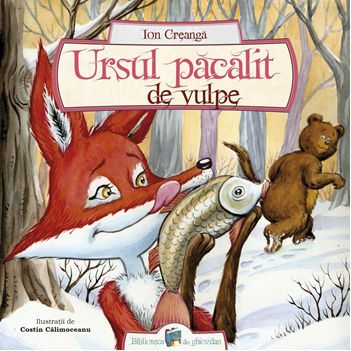 Ion Creangă
Ursul păcălit
de vulpe
Ilustrații de
Costin Călimoceanu
Biblioteca din ghiozdan